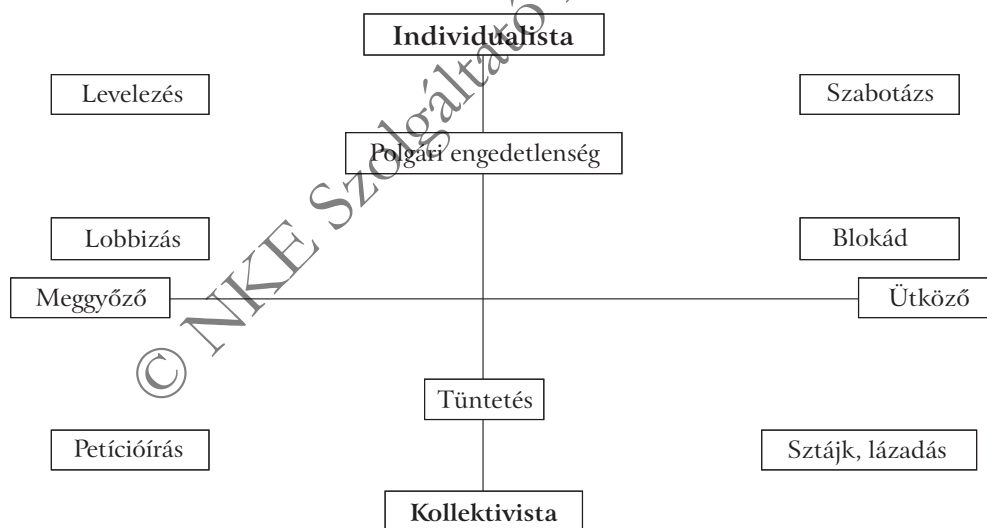 Individualista
Levelezés
Szabotázs
Polgári engedetlenség
Lobbizás
Blokád
Meggyőző
Ütköző
© NKE Szolgáltató
Tüntetés
Petícióírás
Sztájk, lázadás
Kollektivista